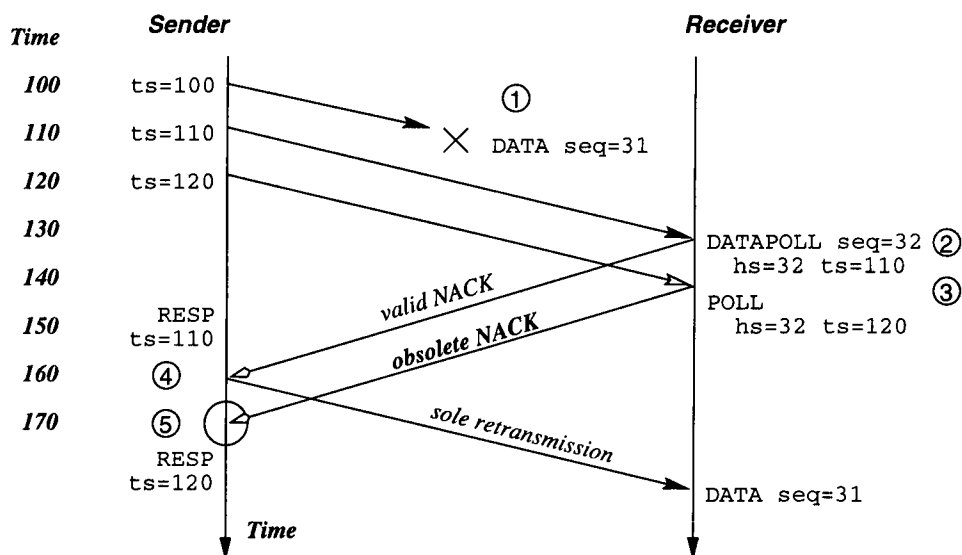 Sender
Receiver
Time
100
ts=100
①
110
ts=110
DATA seq=31
120
ts=120
130
DATAPOLL seq=32 ②
hs=32 ts=110
140
valid NACK
③
POLL
hs=32 ts=120
RESP
150
ts=110
obsolete NACK
160
④
170
⑤
sole retransmission
RESP
ts=120
DATA seq=31
Time